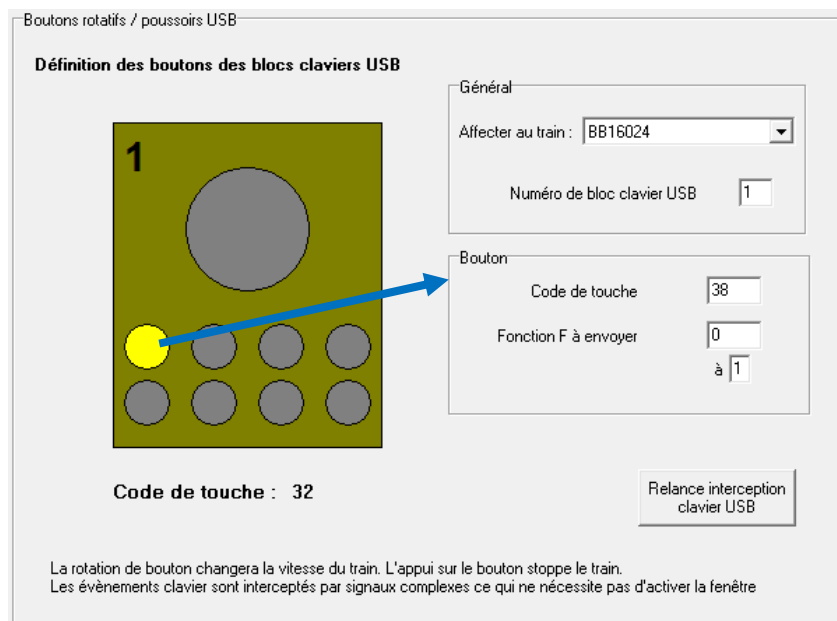 Boutons rotatifs / poussoirs USB
Définition des boutons des blocs claviers USB
1
Général
Affecter au train : BB16024
Numéro de bloc clavier USB 1
Bouton
Code de touche 38
Fonction F à envoyer 0
à 1
Code de touche : 32
Relance interception
clavier USB
La rotation de bouton changera la vitesse du train. L'appui sur le bouton stoppe le train.
Les évènements clavier sont interceptés par signaux complexes ce qui ne nécessite pas d'activer la fenêtre